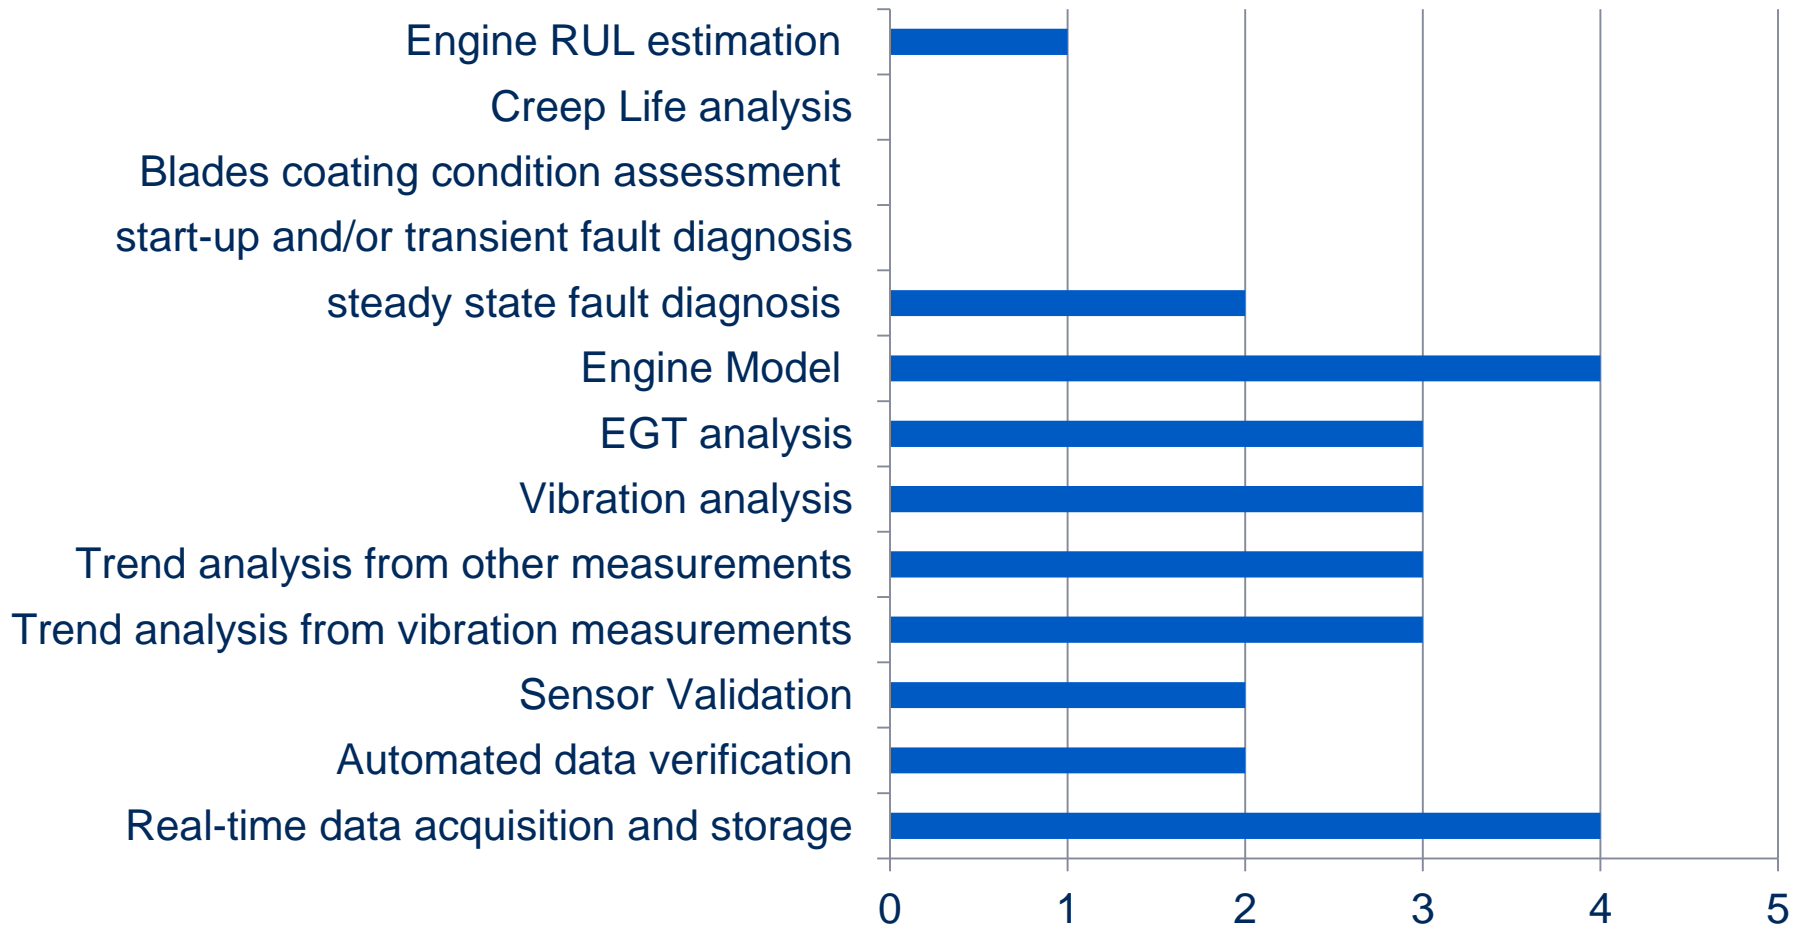 Engine RUL estimation
Creep Life analysis
Blades coating condition assessment
start-up and/or transient fault diagnosis
steady state fault diagnosis
Engine Model
EGT analysis
Vibration analysis
Trend analysis from other measurements
Trend analysis from vibration measurements
Sensor Validation
Automated data verification
Real-time data acquisition and storage
0 1 2 3 4 5